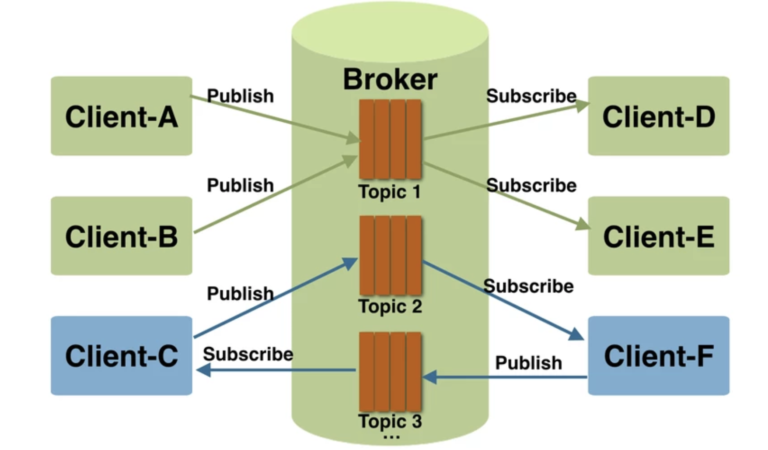 Broker
Client-A
Publish
Subscribe
Client-D
Topic 1
Client-B
Publish
Subscribe
Client-E
Publish
Topic 2
Subscribe
Client-C
Subscribe
Publish
Client-F
Topic 3
...